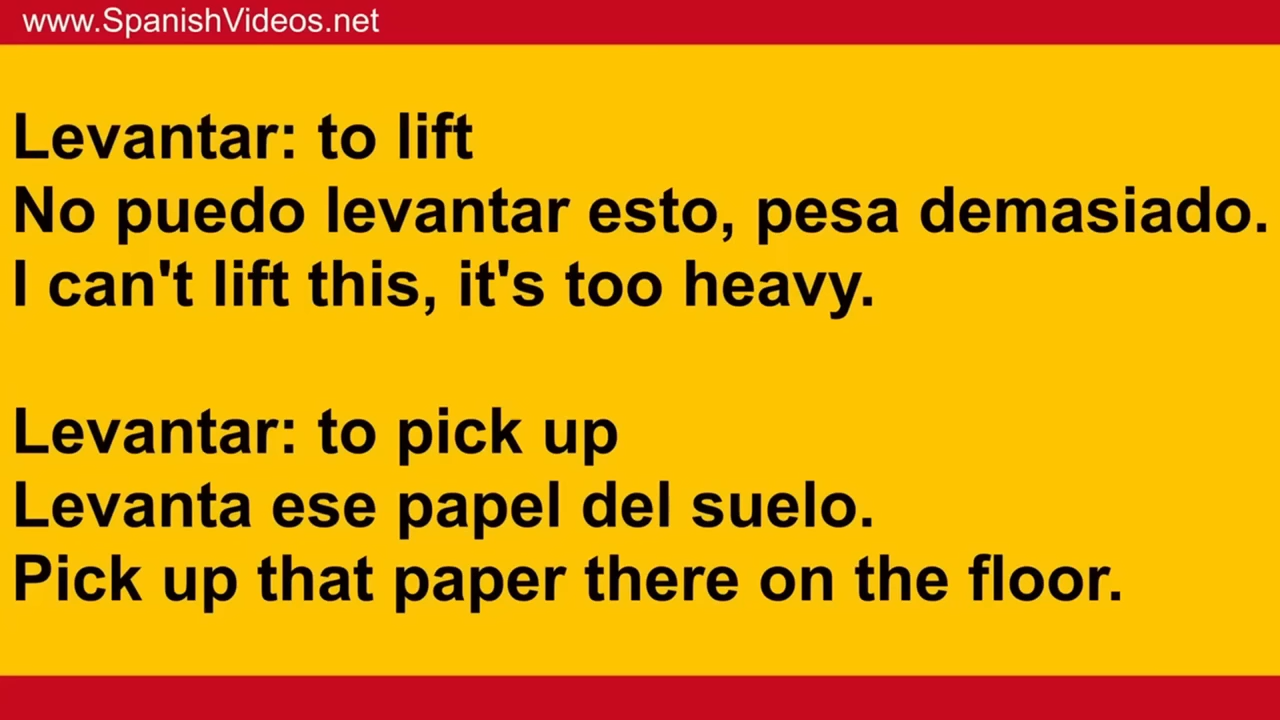 www.SpanishVideos.net
Levantar: to lift
No puedo levantar esto, pesa demasiado.
I can't lift this, it's too heavy.
Levantar: to pick up
Levanta ese papel del suelo.
Pick up that paper there on the floor.